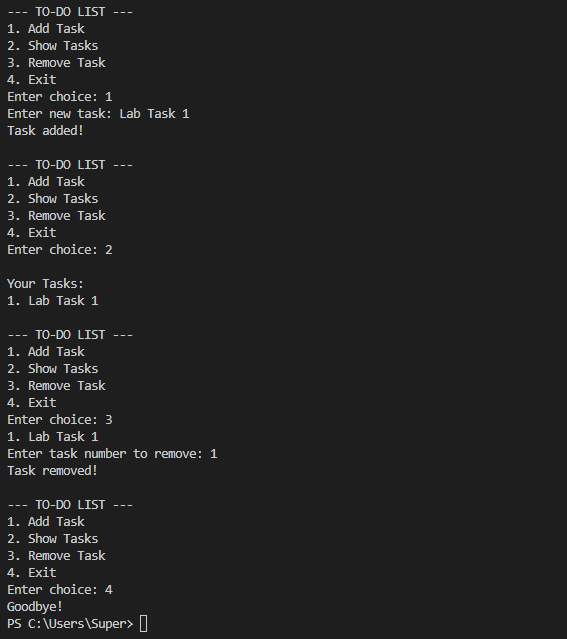 --- TO-DO LIST ---
1. Add Task
2. Show Tasks
3. Remove Task
4. Exit
Enter choice: 1
Enter new task: Lab Task 1
Task added!

--- TO-DO LIST ---
1. Add Task
2. Show Tasks
3. Remove Task
4. Exit
Enter choice: 2

Your Tasks:
1. Lab Task 1

--- TO-DO LIST ---
1. Add Task
2. Show Tasks
3. Remove Task
4. Exit
Enter choice: 3
1. Lab Task 1
Enter task number to remove: 1
Task removed!

--- TO-DO LIST ---
1. Add Task
2. Show Tasks
3. Remove Task
4. Exit
Enter choice: 4
Goodbye!
PS C:\Users\Super>